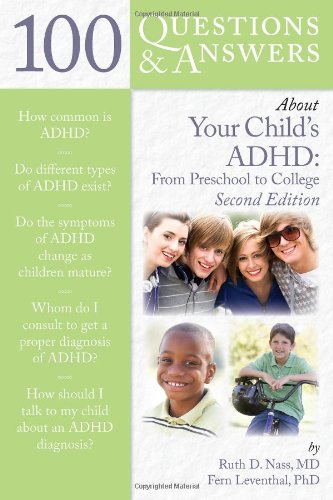 100 QUESTIONS
& ANSWERS
About
Your Child's
ADHD:
From Preschool to College
Second Edition
How common is
ADHD?
Do different types
of ADHD exist?
Do the symptoms
of ADHD
change as
children mature?
Whom do I
consult to get a
proper diagnosis
of ADHD?
How should I
talk to my child
about an ADHD
diagnosis?
by
Ruth D. Nass, MD
Fern Leventhal, PhD